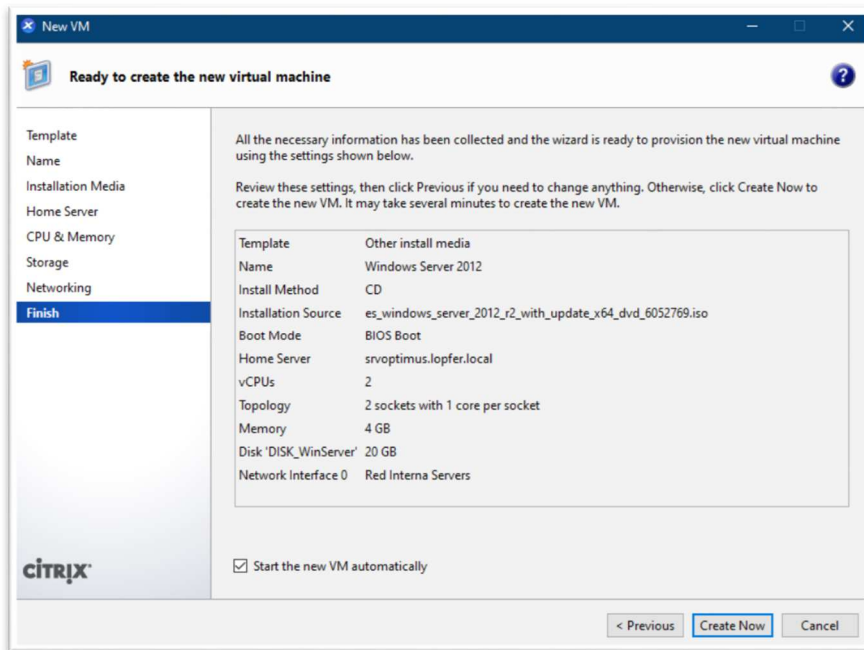 New VM
Ready to create the new virtual machine
Template
Name
Installation Media
Home Server
CPU & Memory
Storage
Networking
Finish
All the necessary information has been collected and the wizard is ready to provision the new virtual machine
using the settings shown below.
Review these settings, then click Previous if you need to change anything. Otherwise, click Create Now to
create the new VM. It may take several minutes to create the new VM.
Template Other install media
Name Windows Server 2012
Install Method CD
Installation Source es_windows_server_2012_r2_with_update_x64_dvd_6052769.iso
Boot Mode BIOS Boot
Home Server srvoptimus.lopfer.local
vCPUs 2
Topology 2 sockets with 1 core per socket
Memory 4 GB
Disk 'DISK_WinServer' 20 GB
Network Interface 0 Red Interna Servers
Start the new VM automatically
CİTRIX
< Previous Create Now Cancel